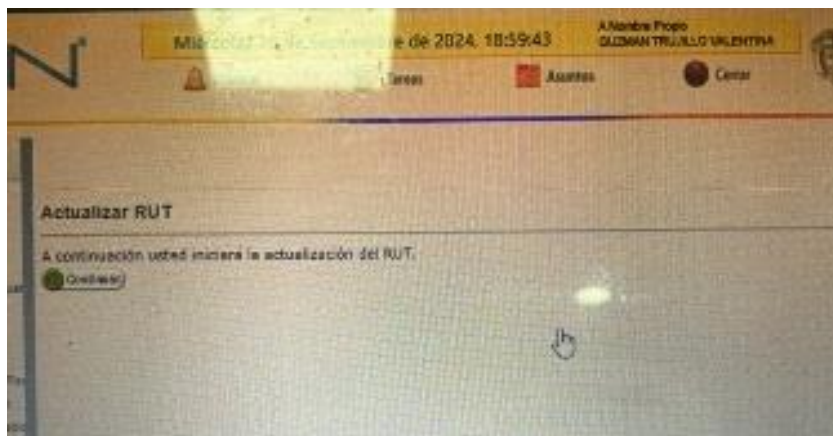 A Nombre Propio
de 2024, 18:59:43
GUZMAN TRUJILLO VALENTINA
Tareas
Asuntos
Cerrar
Actualizar RUT
A continuación usted iniciará la actualización del RUT.
Continuar